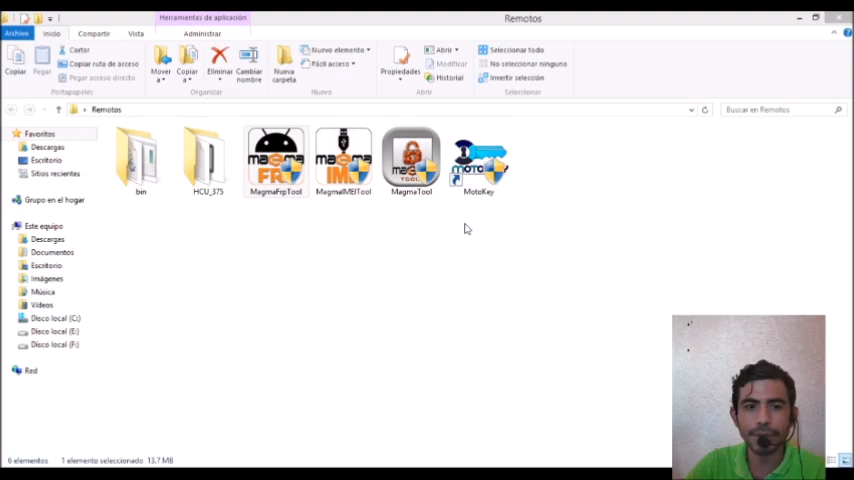 Herramientas de aplicación
Remotos
Archivo Inicio Compartir Vista Administrar
Copiar
Pegar
Cortar
Copiar ruta de acceso
Pegar acceso directo
Portapapeles
Mover a
Copiar a
Eliminar
Cambiar nombre
Organizar
Nueva carpeta
Nuevo elemento
Fácil acceso
Nuevo
Propiedades
Abrir
Modificar
Historial
Abrir
Seleccionar todo
No seleccionar ninguno
Invertir selección
Seleccionar
Remotos
Buscar en Remotos
Favoritos
Descargas
Escritorio
Sitios recientes
Grupo en el hogar
Este equipo
Descargas
Documentos
Escritorio
Imágenes
Música
Vídeos
Disco local (C:)
Disco local (E:)
Disco local (F:)
Red
bin
HCU_375
MagmaFrpTool
MagmaIMEITool
MagmaTool
MotoKey
6 elementos 1 elemento seleccionado 13.7 MB